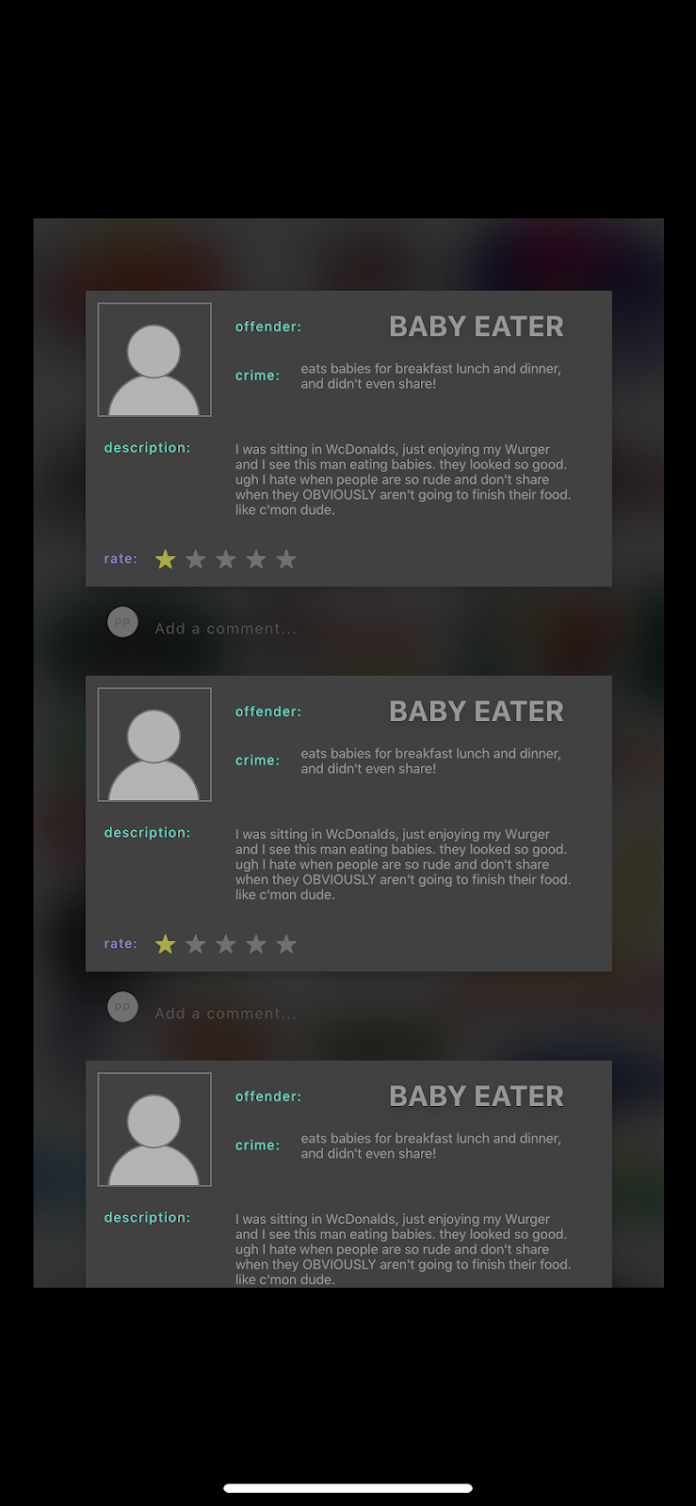 offender: BABY EATER
crime: eats babies for breakfast lunch and dinner,
and didn't even share!
description: I was sitting in WcDonalds, just enjoying my Wurger
and I see this man eating babies. they looked so good.
ugh I hate when people are so rude and don't share
when they OBVIOUSLY aren't going to finish their food.
like c'mon dude.
rate:
PP Add a comment...
offender: BABY EATER
crime: eats babies for breakfast lunch and dinner,
and didn't even share!
description: I was sitting in WcDonalds, just enjoying my Wurger
and I see this man eating babies. they looked so good.
ugh I hate when people are so rude and don't share
when they OBVIOUSLY aren't going to finish their food.
like c'mon dude.
rate:
PP Add a comment...
offender: BABY EATER
crime: eats babies for breakfast lunch and dinner,
and didn't even share!
description: I was sitting in WcDonalds, just enjoying my Wurger
and I see this man eating babies. they looked so good.
ugh I hate when people are so rude and don't share
when they OBVIOUSLY aren't going to finish their food.
like c'mon dude.